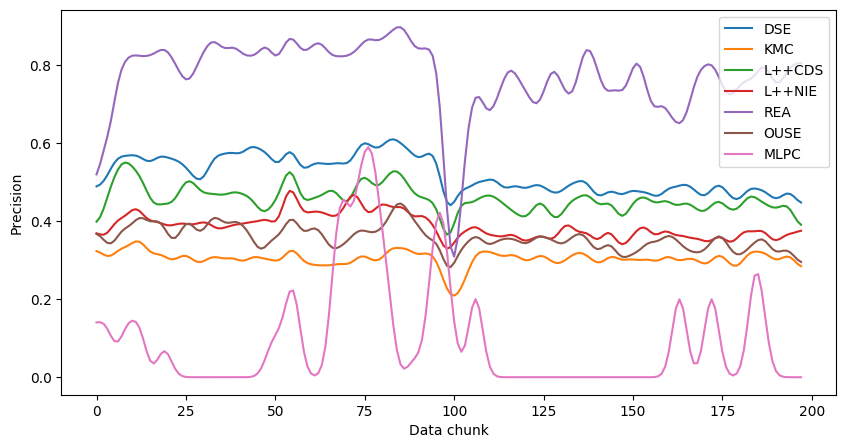 Precision
0.8
0.6
0.4
0.2
0.0
0
25
50
75
100
125
150
175
200
Data chunk
DSE
KMC
L++CDS
L++NIE
REA
OUSE
MLPC